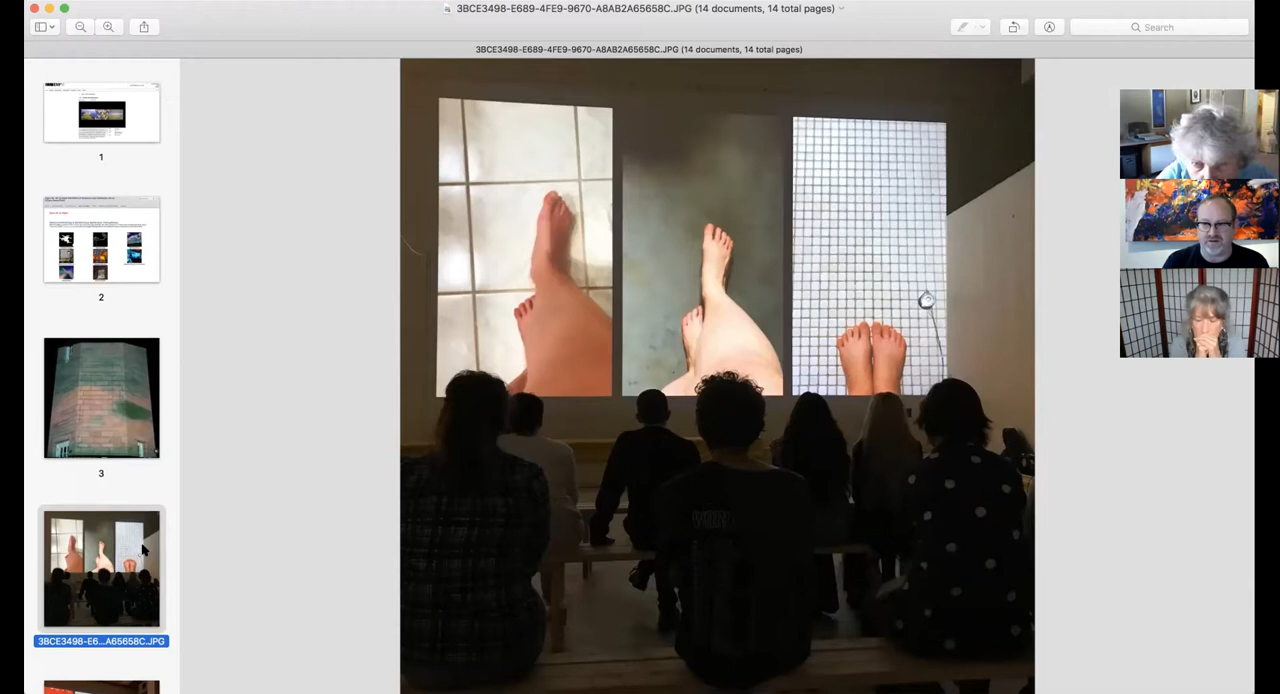 3BCE3498-E689-4FE9-9670-A8AB2A65658C.JPG (14 documents, 14 total pages)
Search
3BCE3498-E689-4FE9-9670-A8AB2A65658C.JPG (14 documents, 14 total pages)
1
2
3
3BCE3498-E6...A65658C.JPG